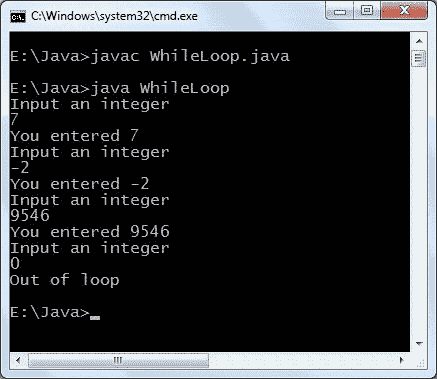 C:\Windows\system32\cmd.exe
E:\Java>javac WhileLoop.java
E:\Java>java WhileLoop
Input an integer
7
You entered 7
Input an integer
-2
You entered -2
Input an integer
9546
You entered 9546
Input an integer
0
Out of loop
E:\Java>_